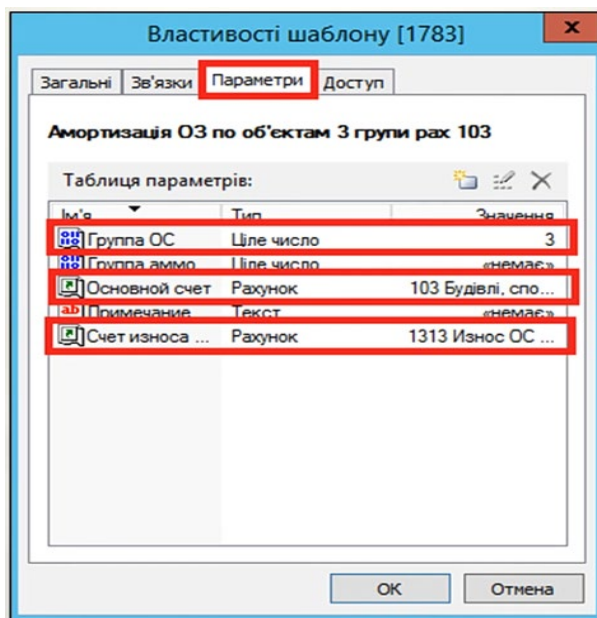 Властивості шаблону [1783]
x
Загальні Зв'язки Параметри Доступ
Амортизація ОЗ по об'єктам 3 групи рах 103
Таблиця параметрів:
Ім'я Тип Значення
Группа ОС Ціле число 3
Группа аммо Ціле число «немає»
Основной счет Рахунок 103 Будівлі, спо...
Примечание Текст «немає»
Счет износа ... Рахунок 1313 Износ ОС ...
ОК Отмена